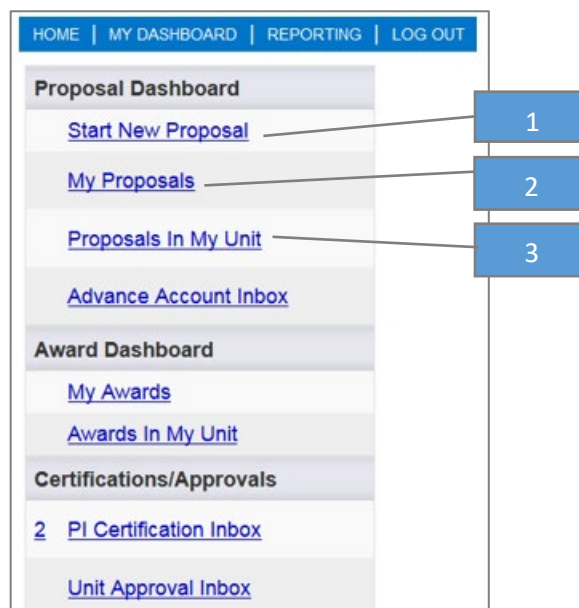 HOME | MY DASHBOARD | REPORTING | LOG OUT
Proposal Dashboard
Start New Proposal
1
My Proposals
2
Proposals In My Unit
3
Advance Account Inbox
Award Dashboard
My Awards
Awards In My Unit
Certifications/Approvals
2 PI Certification Inbox
Unit Approval Inbox